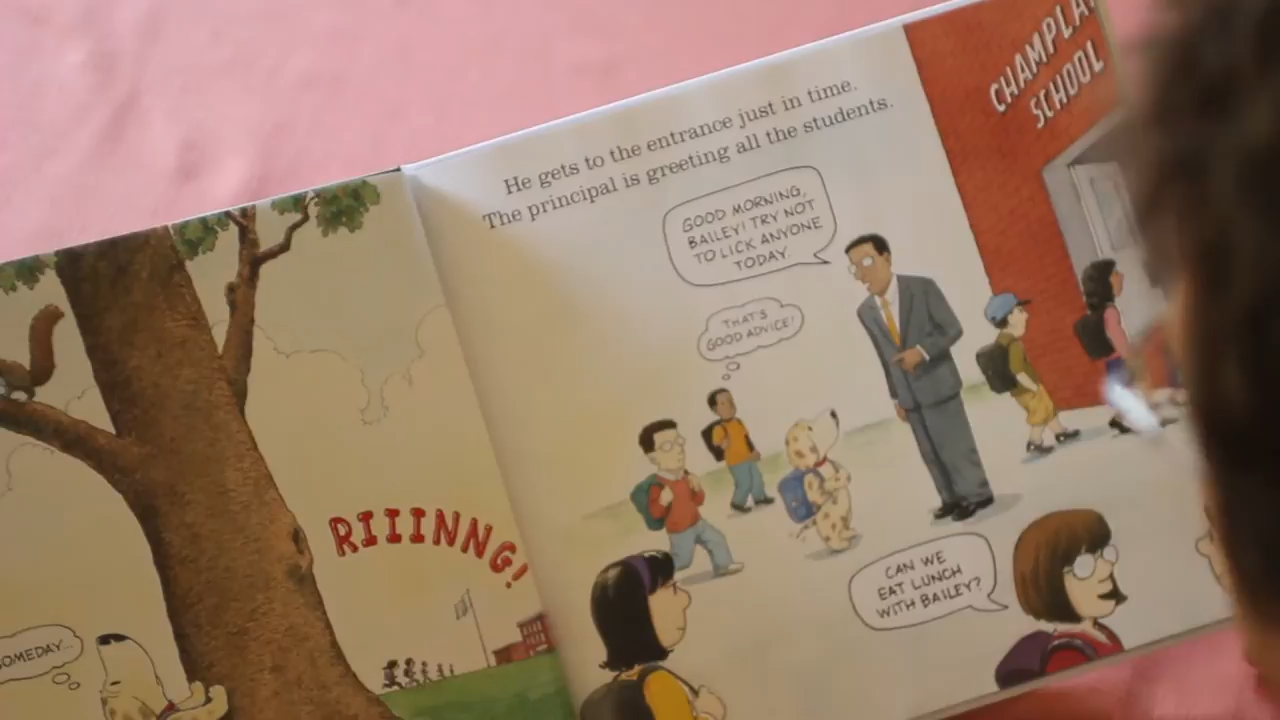 SOMEDAY...
RIIINNG!
He gets to the entrance just in time.
The principal is greeting all the students.
GOOD MORNING,
BAILEY! TRY NOT
TO LICK ANYONE
TODAY.
THAT'S
GOOD ADVICE!
CAN WE
EAT LUNCH
WITH BAILEY?
CHAMPLA
SCHOOL